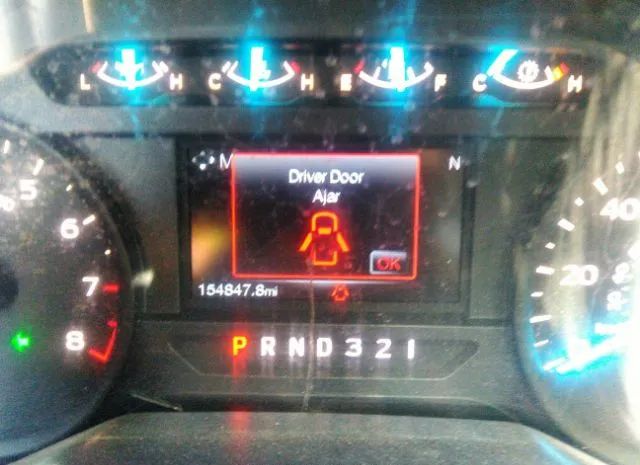 L H C H E F C H
M N
Driver Door
Ajar
OK
154847.8mi
P R N D 3 2 1
5
6
7
8
40
20